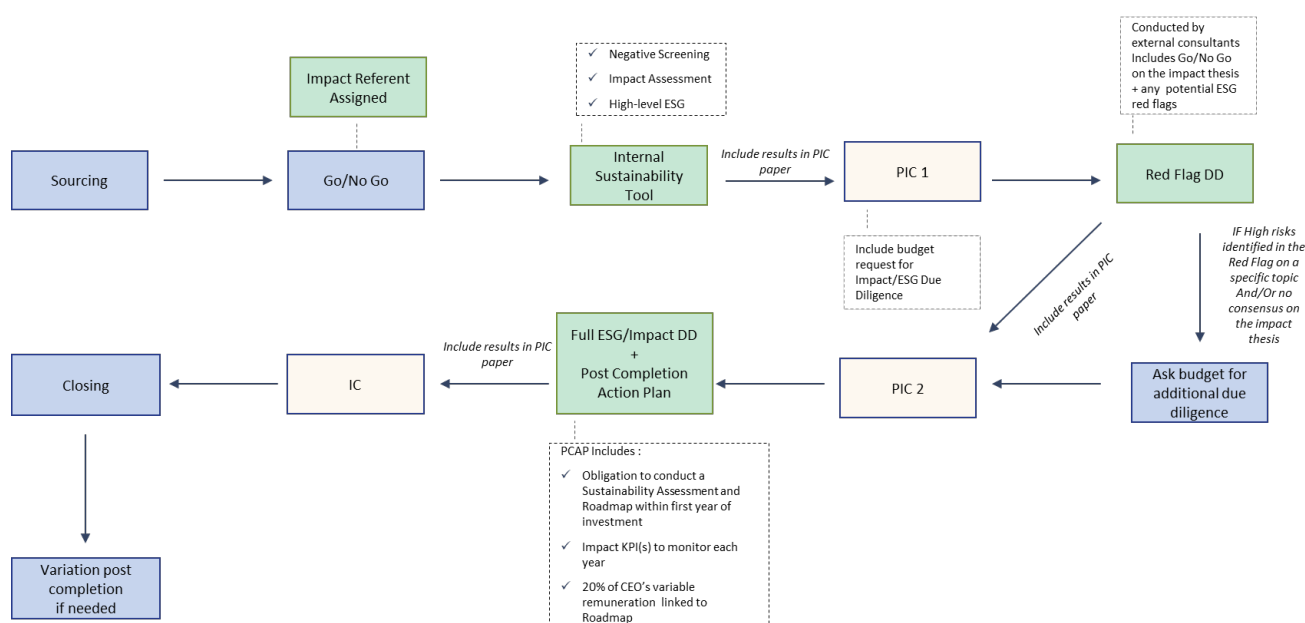 Impact Referent
Assigned
✓ Negative Screening
✓ Impact Assessment
✓ High-level ESG
Conducted by
external consultants
Includes Go/No Go
on the impact thesis
+ any potential ESG
red flags
Sourcing
Go/No Go
Internal
Sustainability
Tool
Include results in PIC
paper
PIC 1
Red Flag DD
Include budget
request for
Impact/ESG Due
Diligence
Include results in PIC
paper
IF High risks
identified in the
Red Flag on a
specific topic
And/Or no
consensus on
the impact
thesis
Closing
IC
Include results in PIC
paper
Full ESG/Impact DD
+
Post Completion
Action Plan
PIC 2
Ask budget for
additional due
diligence
PCAP Includes :
✓ Obligation to conduct a
Sustainability Assessment and
Roadmap within first year of
investment
✓ Impact KPI(s) to monitor each
year
✓ 20% of CEO's variable
remuneration linked to
Roadmap
Variation post
completion
if needed